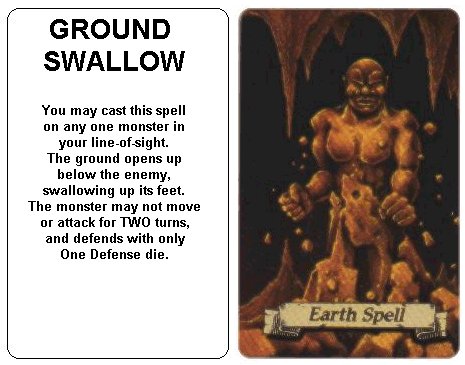 GROUND
SWALLOW
You may cast this spell
on any one monster in
your line-of-sight.
The ground opens up
below the enemy,
swallowing up its feet.
The monster may not move
or attack for TWO turns,
and defends with only
One Defense die.
Earth Spell